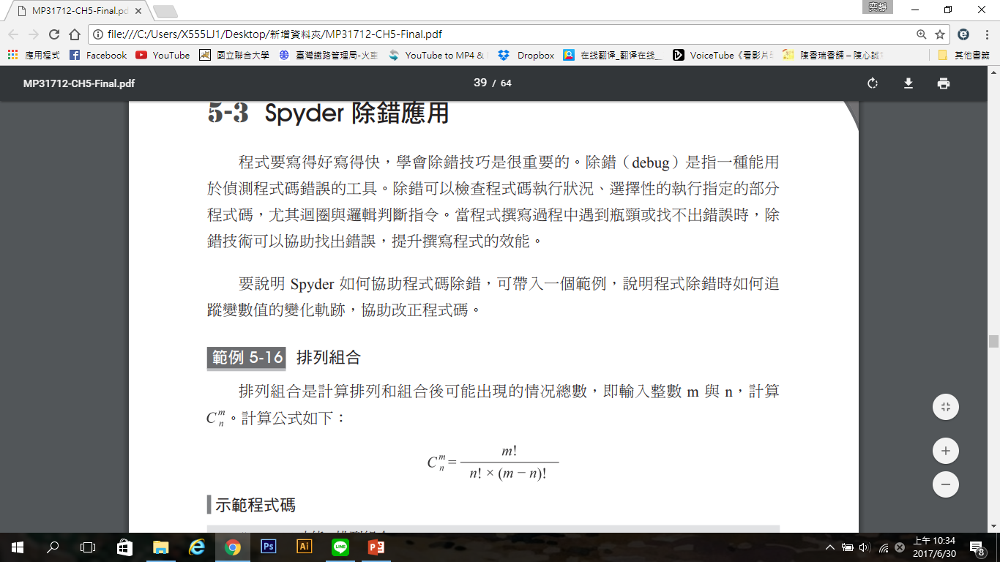 MP31712-CH5-Final.pd
奕靜
file:///C:/Users/X555LJ1/Desktop/新增資料夾/MP31712-CH5-Final.pdf
應用程式 Facebook YouTube 國立聯合大學 臺灣鐵路管理局-火車 YouTube to MP4 & Dropbox 在线翻译_翻译在线_ VoiceTube《看影片 陳香瑞香鋪 – 陳心誠 其他書籤
MP31712-CH5-Final.pdf 39 / 64
5-3 Spyder 除錯應用
程式要寫得好寫得快，學會除錯技巧是很重要的。除錯（debug）是指一種能用
於偵測程式碼錯誤的工具。除錯可以檢查程式碼執行狀況、選擇性的執行指定的部分
程式碼，尤其迴圈與邏輯判斷指令。當程式撰寫過程中遇到瓶頸或找不出錯誤時，除
錯技術可以協助找出錯誤，提升撰寫程式的效能。
要說明 Spyder 如何協助程式碼除錯，可帶入一個範例，說明程式除錯時如何追
蹤變數值的變化軌跡，協助改正程式碼。
範例 5-16 排列組合
排列組合是計算排列和組合後可能出現的情況總數，即輸入整數 m 與 n，計算
C m n 。計算公式如下：
C m n = m! / n! × (m − n)!
示範程式碼
Ps Ai LINE
上午 10:34
2017/6/30
8